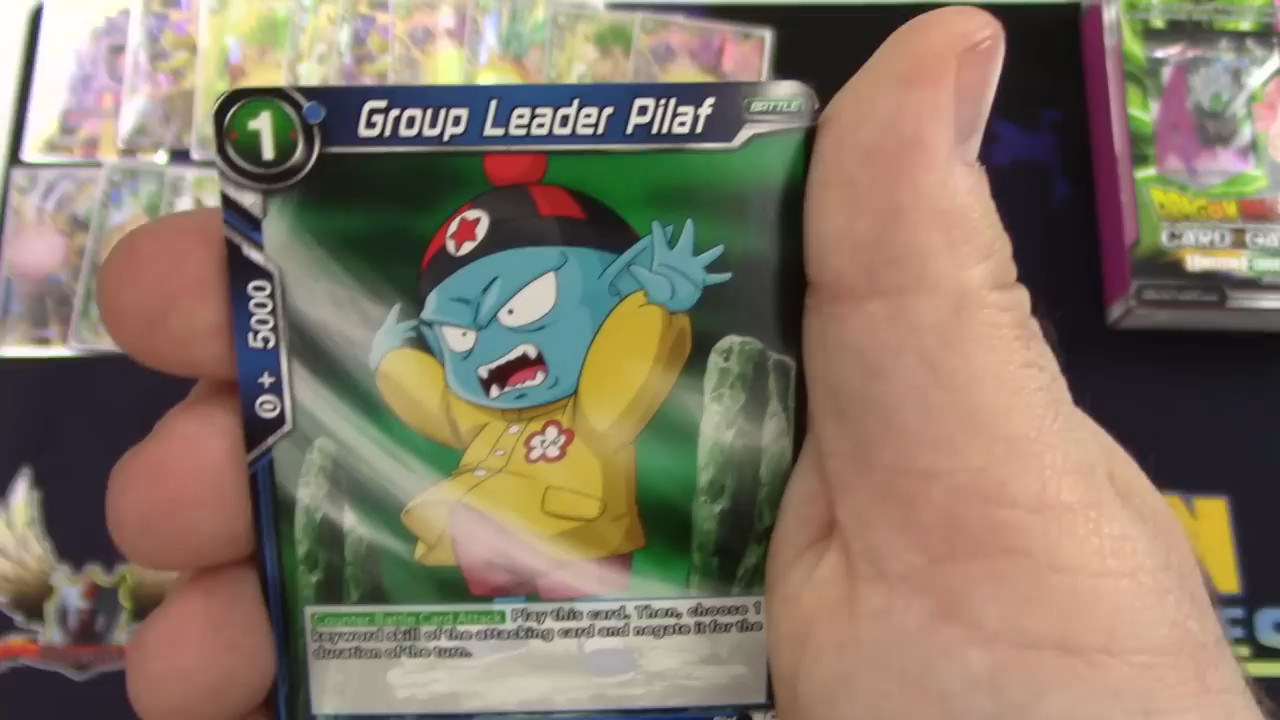 1
Group Leader Pilaf
BATTLE
0 + 5000
Counter: Battle Card Attack Play this card. Then, choose 1
keyword skill of the attacking card and negate it for the
duration of the turn.
DRAGON
CARD GA